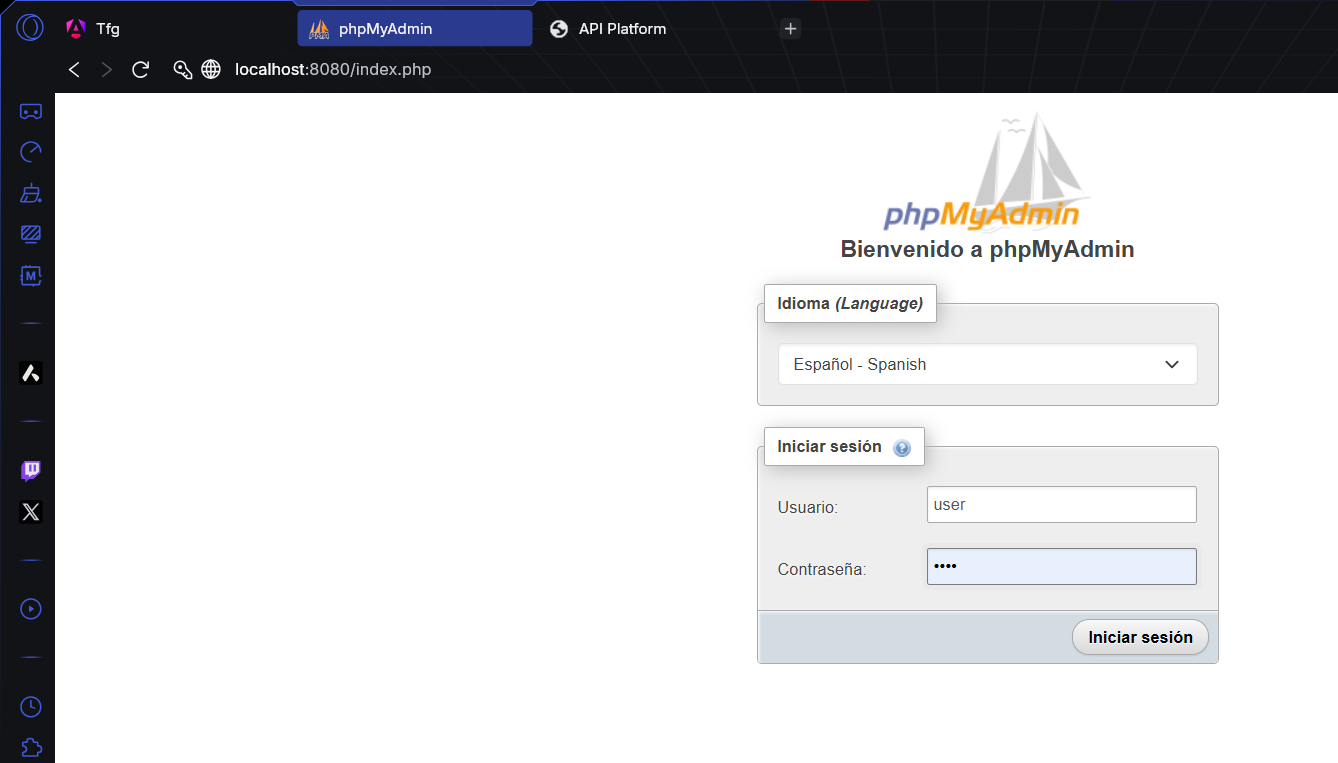 Tfg
phpMyAdmin
API Platform
localhost:8080/index.php
M
phpMyAdmin
Bienvenido a phpMyAdmin
Idioma (Language)
Español - Spanish
Iniciar sesión
Usuario:
user
Contraseña:
••••
Iniciar sesión